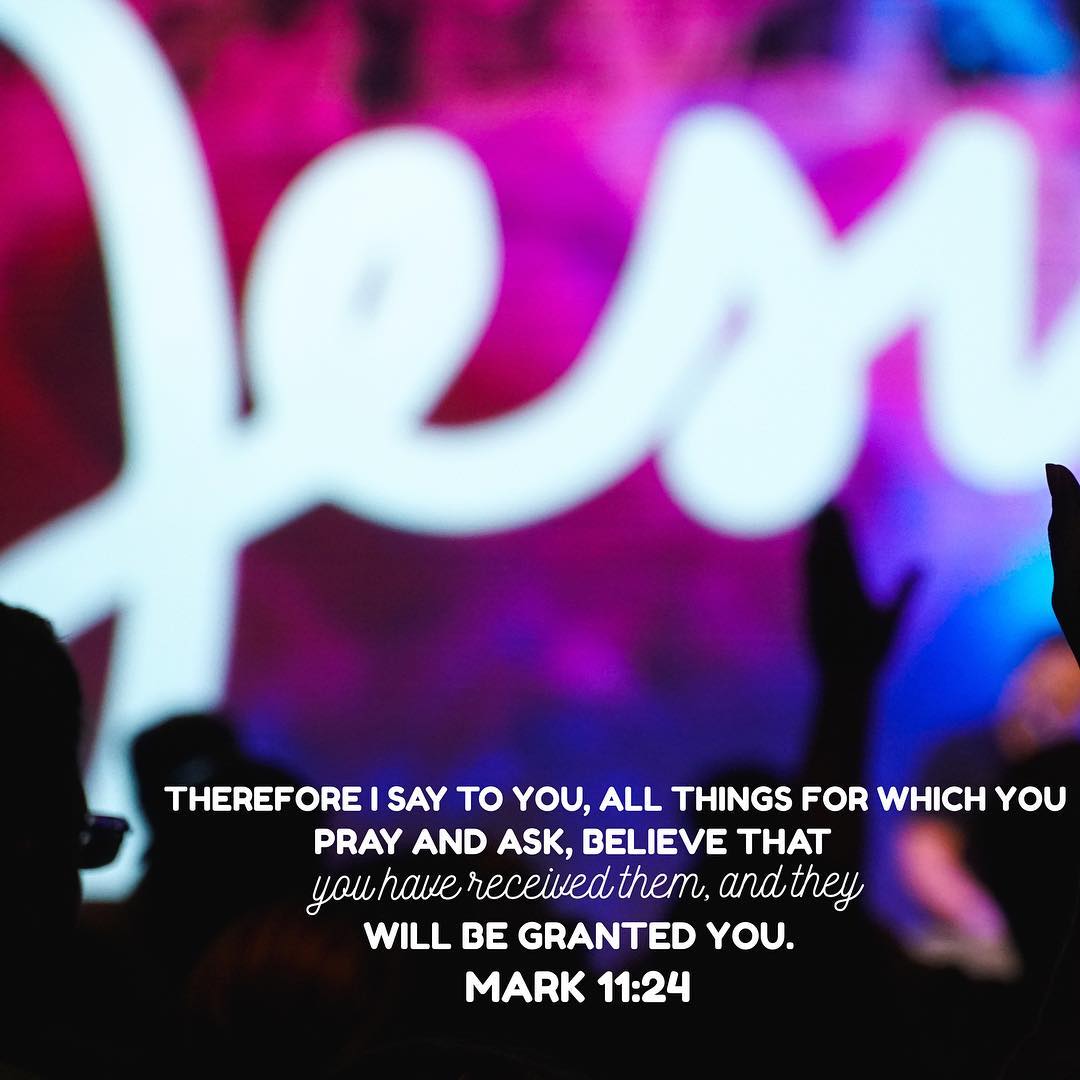 Jesu
THEREFORE I SAY TO YOU, ALL THINGS FOR WHICH YOU
PRAY AND ASK, BELIEVE THAT
you have received them, and they
WILL BE GRANTED YOU.
MARK 11:24